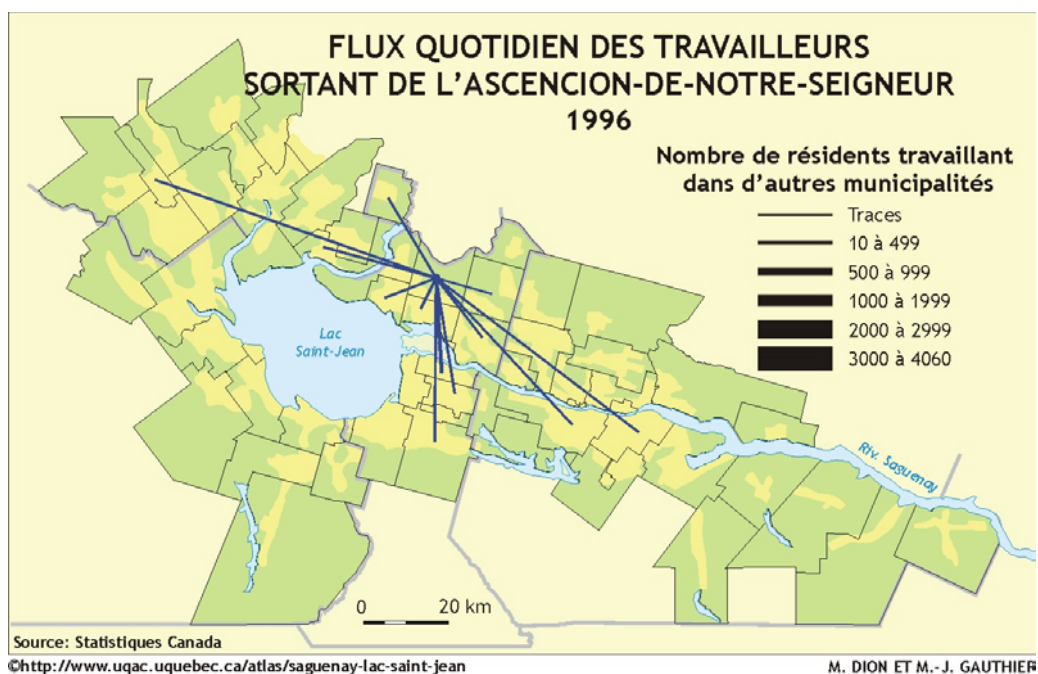 FLUX QUOTIDIEN DES TRAVAILLEURS
SORTANT DE L'ASCENCION-DE-NOTRE-SEIGNEUR
1996
Nombre de résidents travaillant
dans d'autres municipalités
Traces
10 à 499
500 à 999
1000 à 1999
2000 à 2999
3000 à 4060
Lac
Saint-Jean
Riv. Saguenay
0 20 km
Source: Statistiques Canada
©http://www.uqac.uquebec.ca/atlas/saguenay-lac-saint-jean
M. DION ET M.-J. GAUTHIER